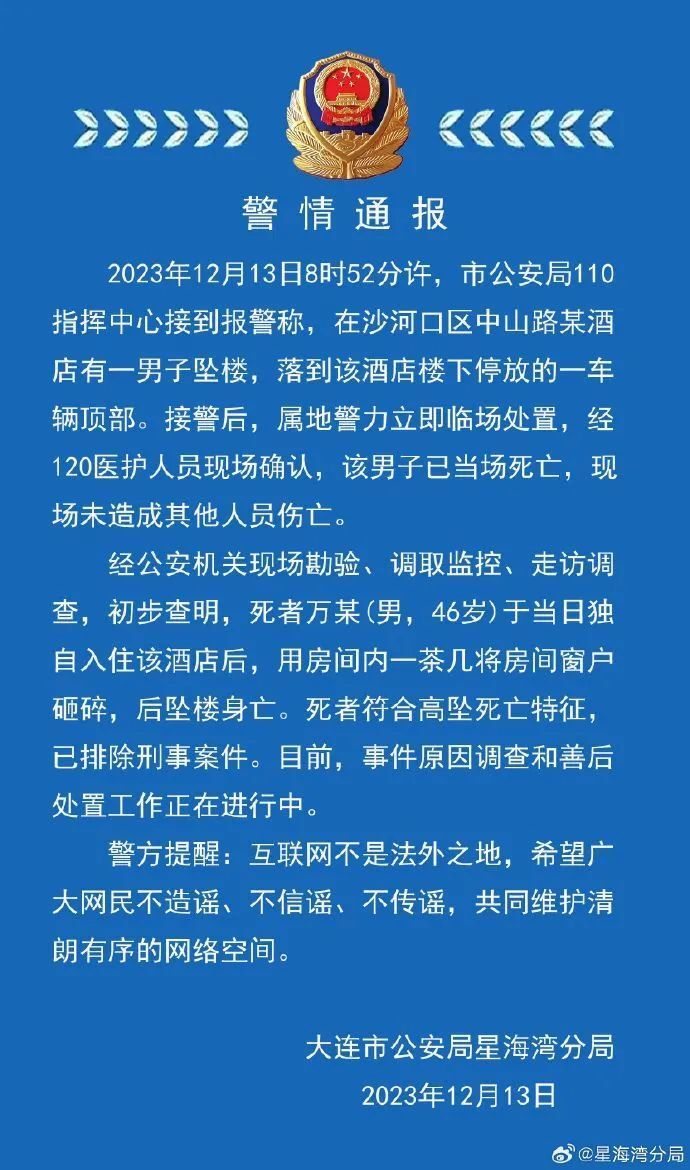 警情通报
2023年12月13日8时52分许，市公安局110
指挥中心接到报警称，在沙河口区中山路某酒
店有一男子坠楼，落到该酒店楼下停放的一车
辆顶部。接警后，属地警力立即临场处置，经
120医护人员现场确认，该男子已当场死亡，现
场未造成其他人员伤亡。
经公安机关现场勘验、调取监控、走访调
查，初步查明，死者万某(男，46岁)于当日独
自入住该酒店后，用房间内一茶几将房间窗户
砸碎，后坠楼身亡。死者符合高坠死亡特征，
已排除刑事案件。目前，事件原因调查和善后
处置工作正在进行中。
警方提醒：互联网不是法外之地，希望广
大网民不造谣、不信谣、不传谣，共同维护清
朗有序的网络空间。
大连市公安局星海湾分局
2023年12月13日
@星海湾分局